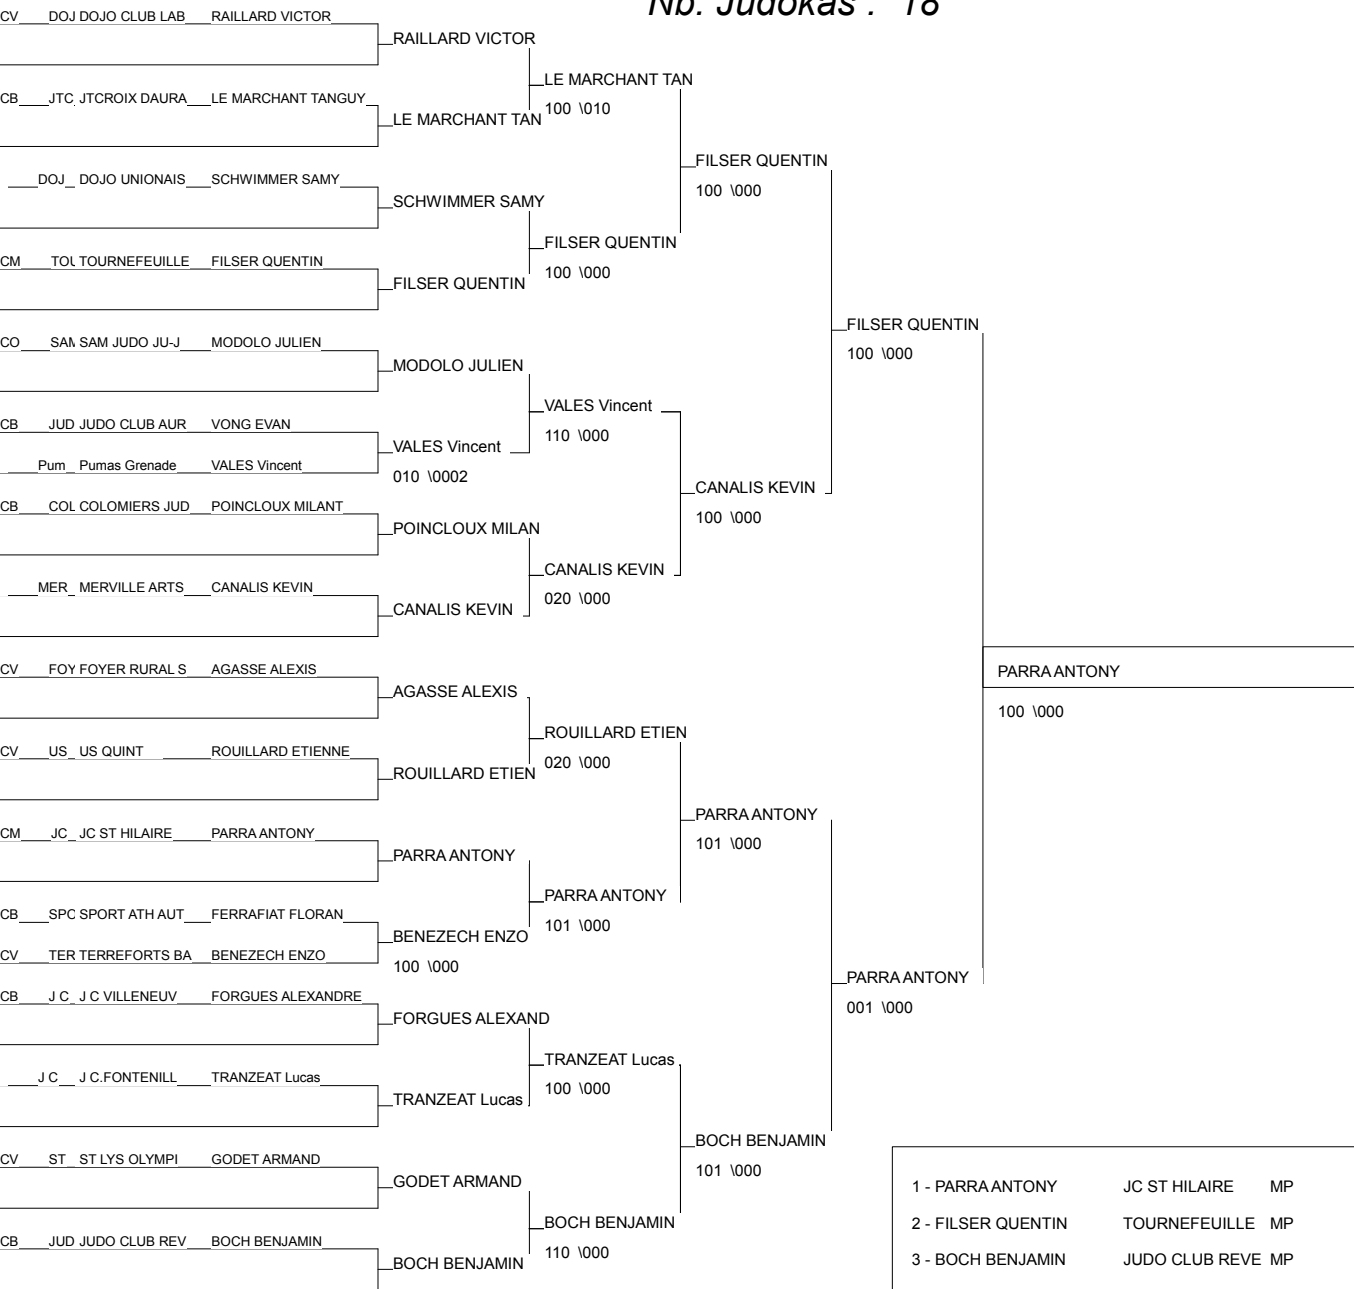 Nb. Judokas : 18
CV DOJ DOJO CLUB LAB RAILLARD VICTOR
RAILLARD VICTOR
LE MARCHANT TAN
100 \010
CB JTC JTCROIX DAURA LE MARCHANT TANGUY
LE MARCHANT TAN
FILSER QUENTIN
100 \000
DOJ DOJO UNIONAIS SCHWIMMER SAMY
SCHWIMMER SAMY
FILSER QUENTIN
100 \000
CM TOU TOURNEFEUILLE FILSER QUENTIN
FILSER QUENTIN
FILSER QUENTIN
100 \000
CO SAM SAM JUDO JU-J MODOLO JULIEN
MODOLO JULIEN
VALES Vincent
110 \000
CB JUD JUDO CLUB AUR VONG EVAN
VALES Vincent
010 \0002
Pum Pumas Grenade VALES Vincent
CANALIS KEVIN
100 \000
CB COL COLOMIERS JUD POINCLOUX MILANT
POINCLOUX MILAN
CANALIS KEVIN
020 \000
MER MERVILLE ARTS CANALIS KEVIN
CANALIS KEVIN
CV FOY FOYER RURAL S AGASSE ALEXIS
PARRA ANTONY
100 \000
AGASSE ALEXIS
ROUILLARD ETIEN
020 \000
CV US US QUINT ROUILLARD ETIENNE
ROUILLARD ETIEN
PARRA ANTONY
101 \000
CM JC JC ST HILAIRE PARRA ANTONY
PARRA ANTONY
PARRA ANTONY
101 \000
CB SPO SPORT ATH AUT FERRAFIAT FLORAN
BENEZECH ENZO
100 \000
CV TER TERREFORTS BA BENEZECH ENZO
PARRA ANTONY
001 \000
CB J C J C VILLENEUV FORGUES ALEXANDRE
FORGUES ALEXAND
TRANZEAT Lucas
100 \000
J C J C.FONTENILL TRANZEAT Lucas
TRANZEAT Lucas
BOCH BENJAMIN
101 \000
CV ST ST LYS OLYMPI GODET ARMAND
GODET ARMAND
BOCH BENJAMIN
110 \000
CB JUD JUDO CLUB REV BOCH BENJAMIN
BOCH BENJAMIN
1 - PARRA ANTONY JC ST HILAIRE MP
2 - FILSER QUENTIN TOURNEFEUILLE MP
3 - BOCH BENJAMIN JUDO CLUB REVE MP